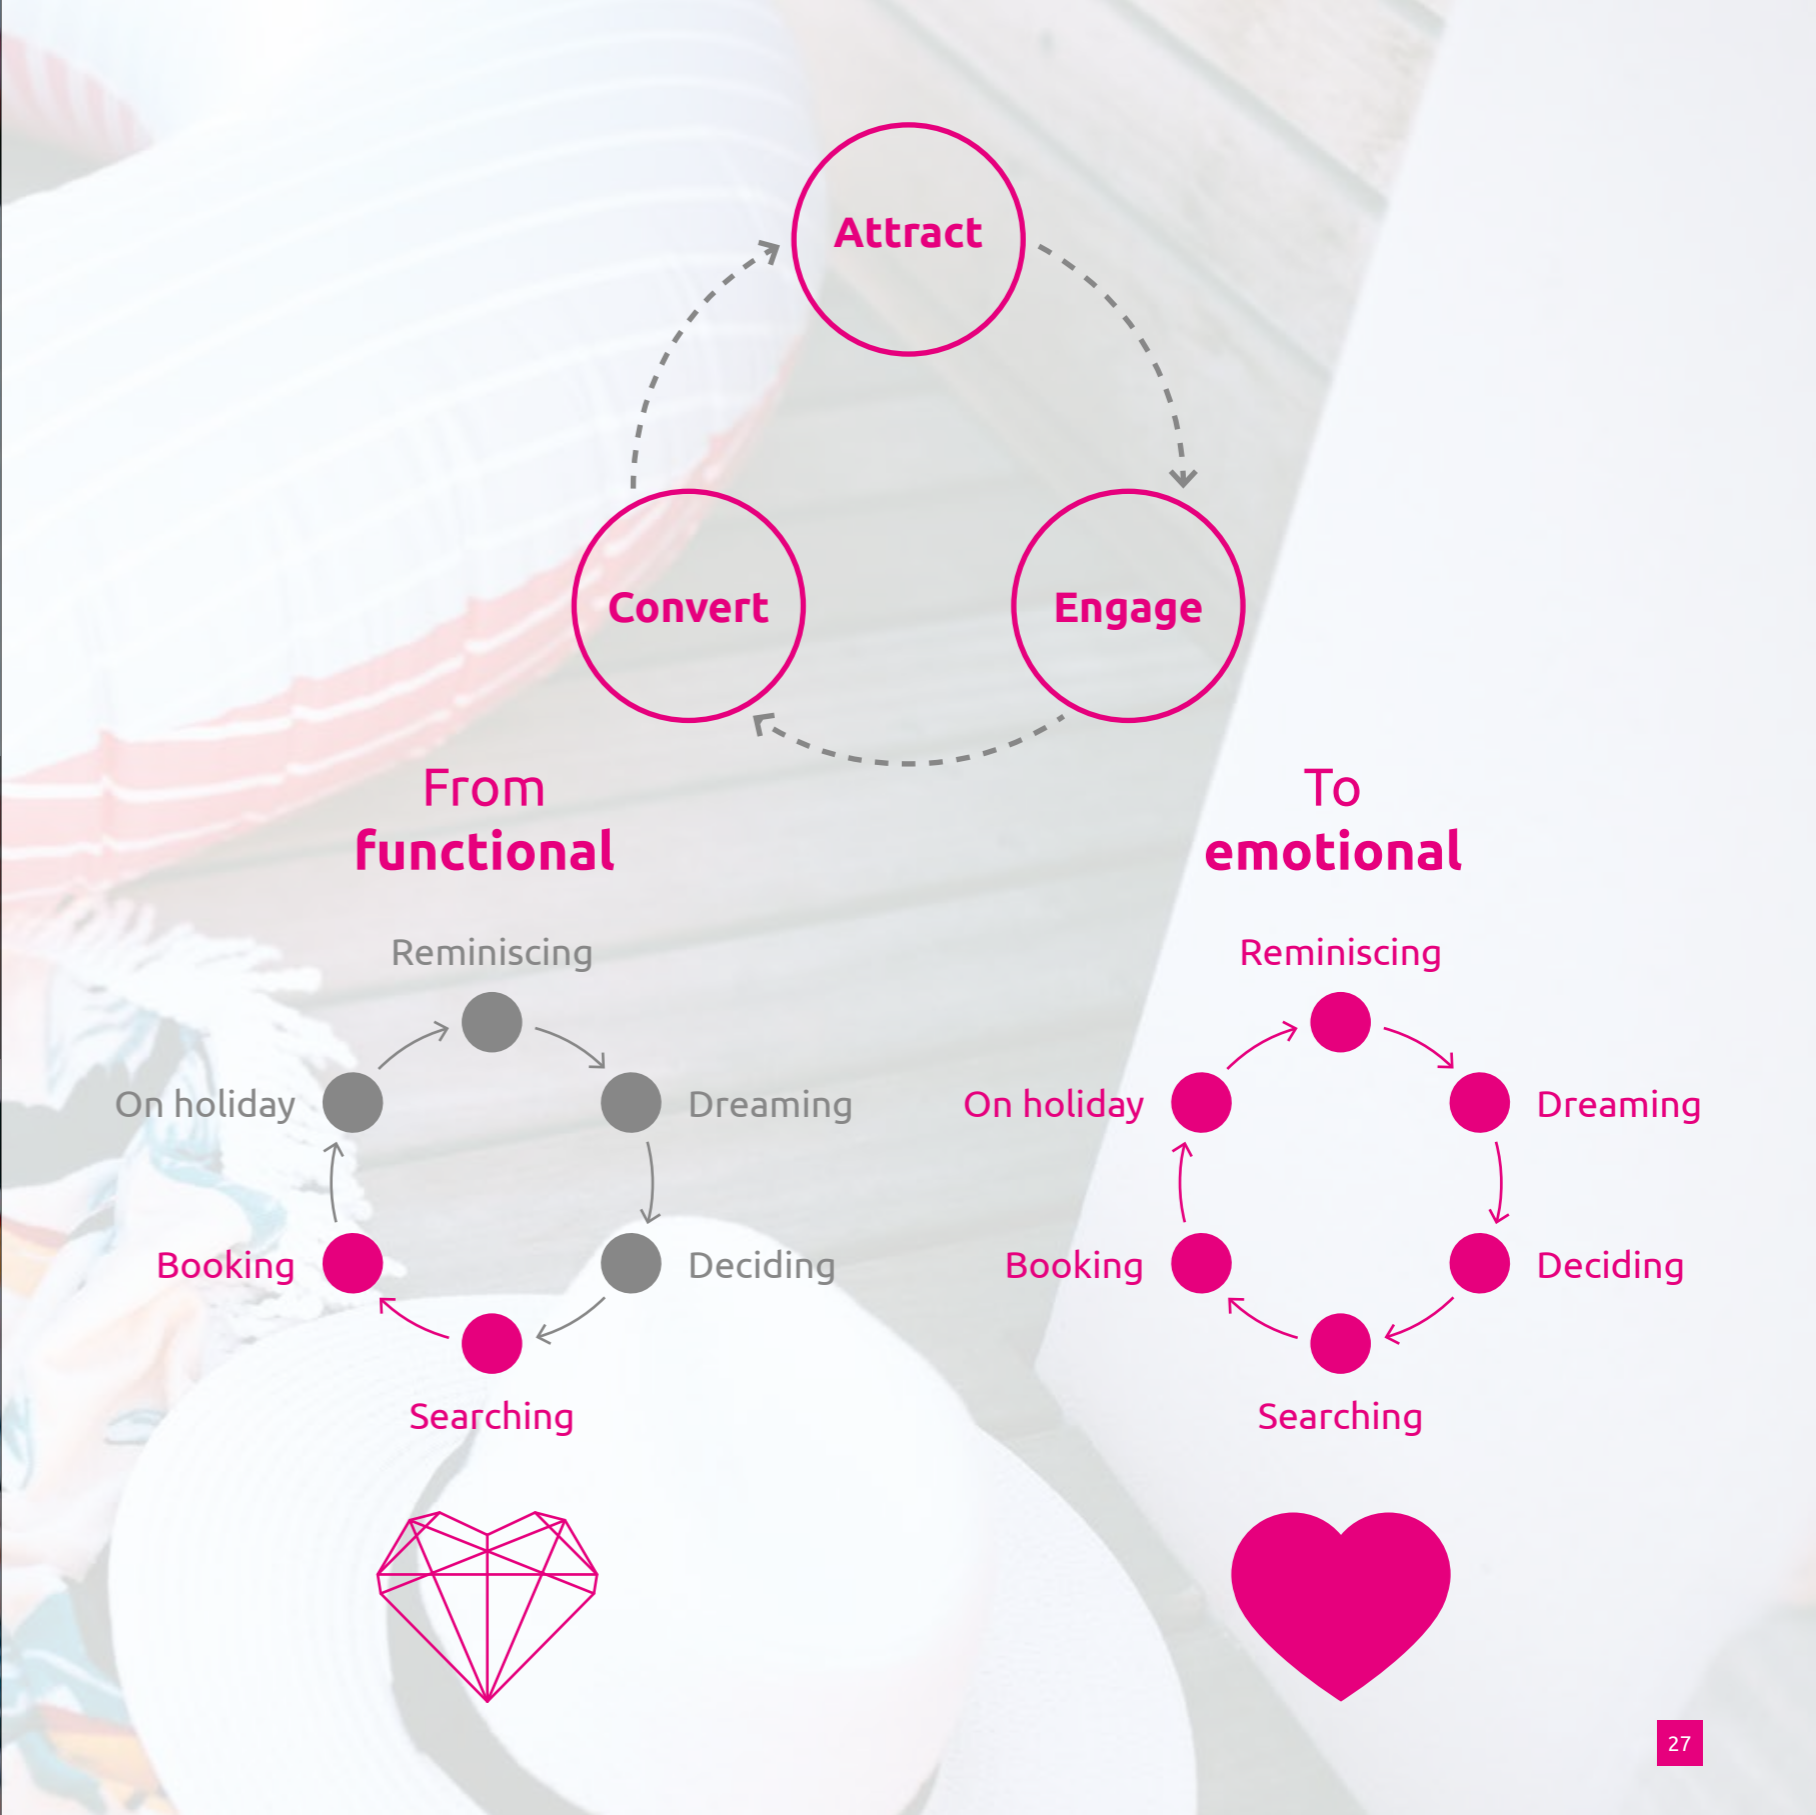 Attract
Convert
Engage
From
functional
To
emotional
Reminiscing
On holiday
Dreaming
Booking
Deciding
Searching
Reminiscing
On holiday
Dreaming
Booking
Deciding
Searching
27